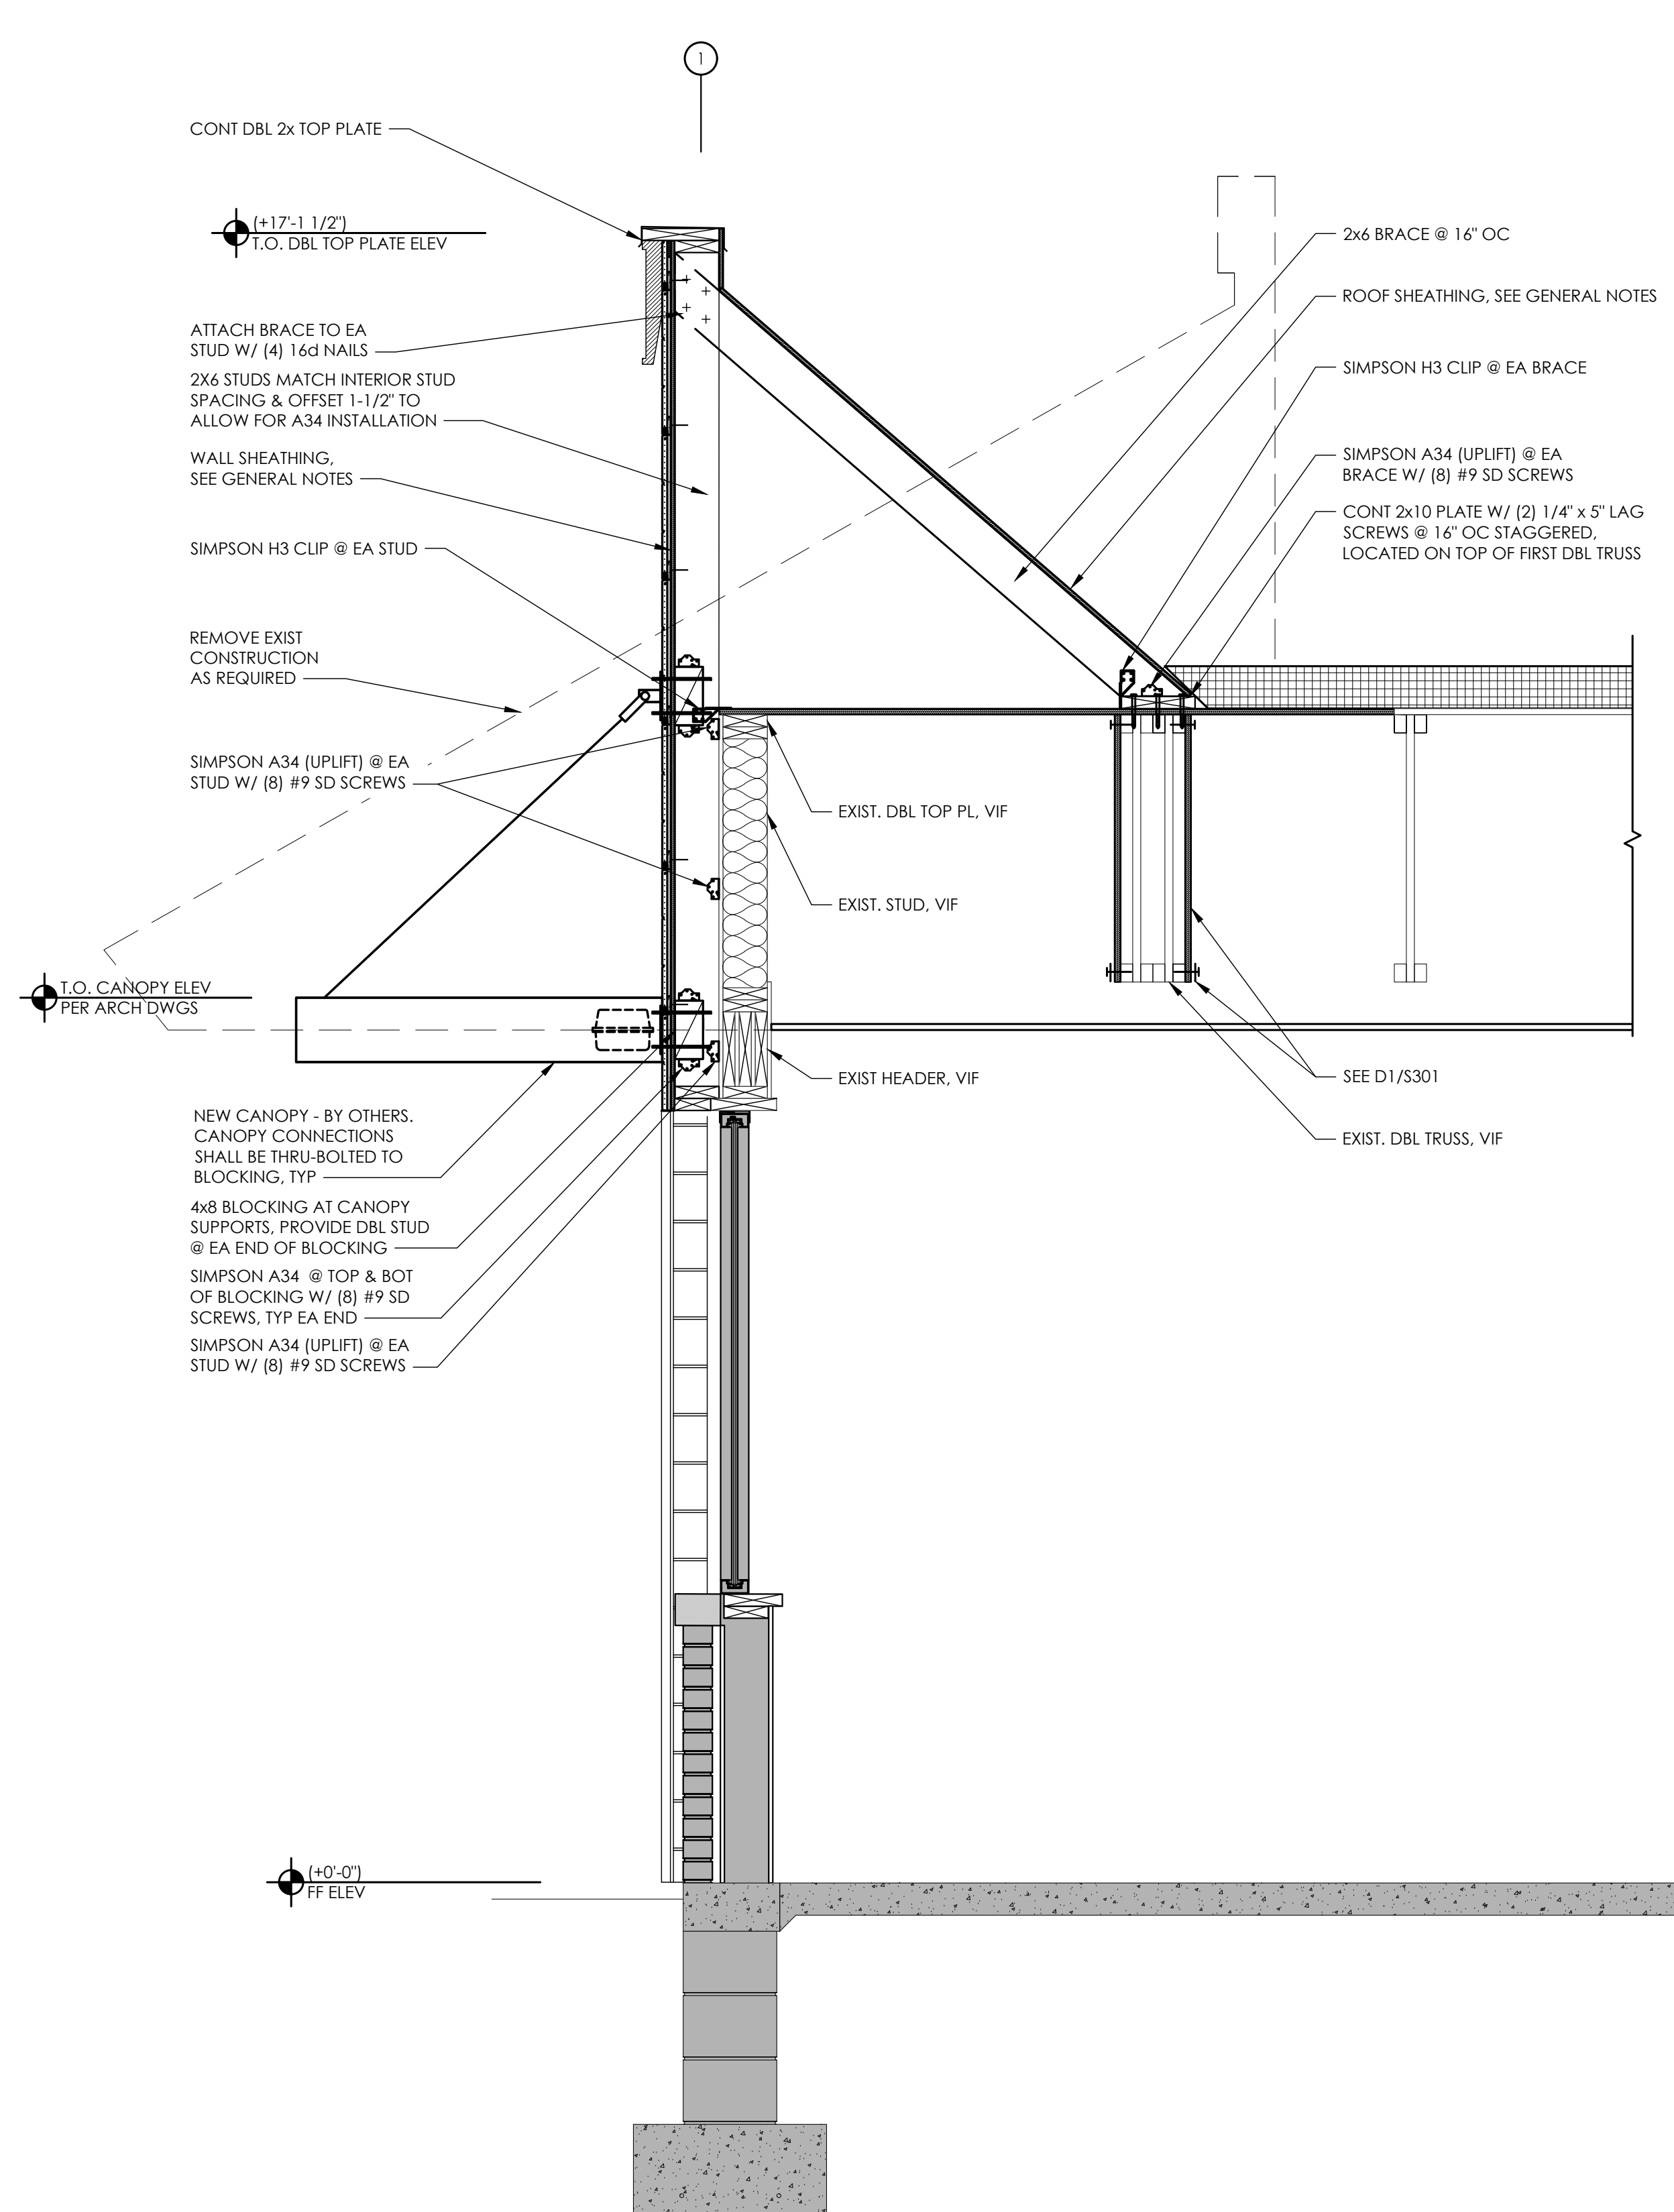 1
CONT DBL 2x TOP PLATE
(+17'-1 1/2")
T.O. DBL TOP PLATE ELEV
ATTACH BRACE TO EA
STUD W/ (4) 16d NAILS
2X6 STUDS MATCH INTERIOR STUD
SPACING & OFFSET 1-1/2" TO
ALLOW FOR A34 INSTALLATION
WALL SHEATHING,
SEE GENERAL NOTES
SIMPSON H3 CLIP @ EA STUD
REMOVE EXIST
CONSTRUCTION
AS REQUIRED
SIMPSON A34 (UPLIFT) @ EA
STUD W/ (8) #9 SD SCREWS
T.O. CANOPY ELEV
PER ARCH DWGS
NEW CANOPY - BY OTHERS.
CANOPY CONNECTIONS
SHALL BE THRU-BOLTED TO
BLOCKING, TYP
4x8 BLOCKING AT CANOPY
SUPPORTS, PROVIDE DBL STUD
@ EA END OF BLOCKING
SIMPSON A34 @ TOP & BOT
OF BLOCKING W/ (8) #9 SD
SCREWS, TYP EA END
SIMPSON A34 (UPLIFT) @ EA
STUD W/ (8) #9 SD SCREWS
2x6 BRACE @ 16" OC
ROOF SHEATHING, SEE GENERAL NOTES
SIMPSON H3 CLIP @ EA BRACE
SIMPSON A34 (UPLIFT) @ EA
BRACE W/ (8) #9 SD SCREWS
CONT 2x10 PLATE W/ (2) 1/4" x 5" LAG
SCREWS @ 16" OC STAGGERED,
LOCATED ON TOP OF FIRST DBL TRUSS
EXIST. DBL TOP PL, VIF
EXIST. STUD, VIF
EXIST HEADER, VIF
SEE D1/S301
EXIST. DBL TRUSS, VIF
(+0'-0")
FF ELEV